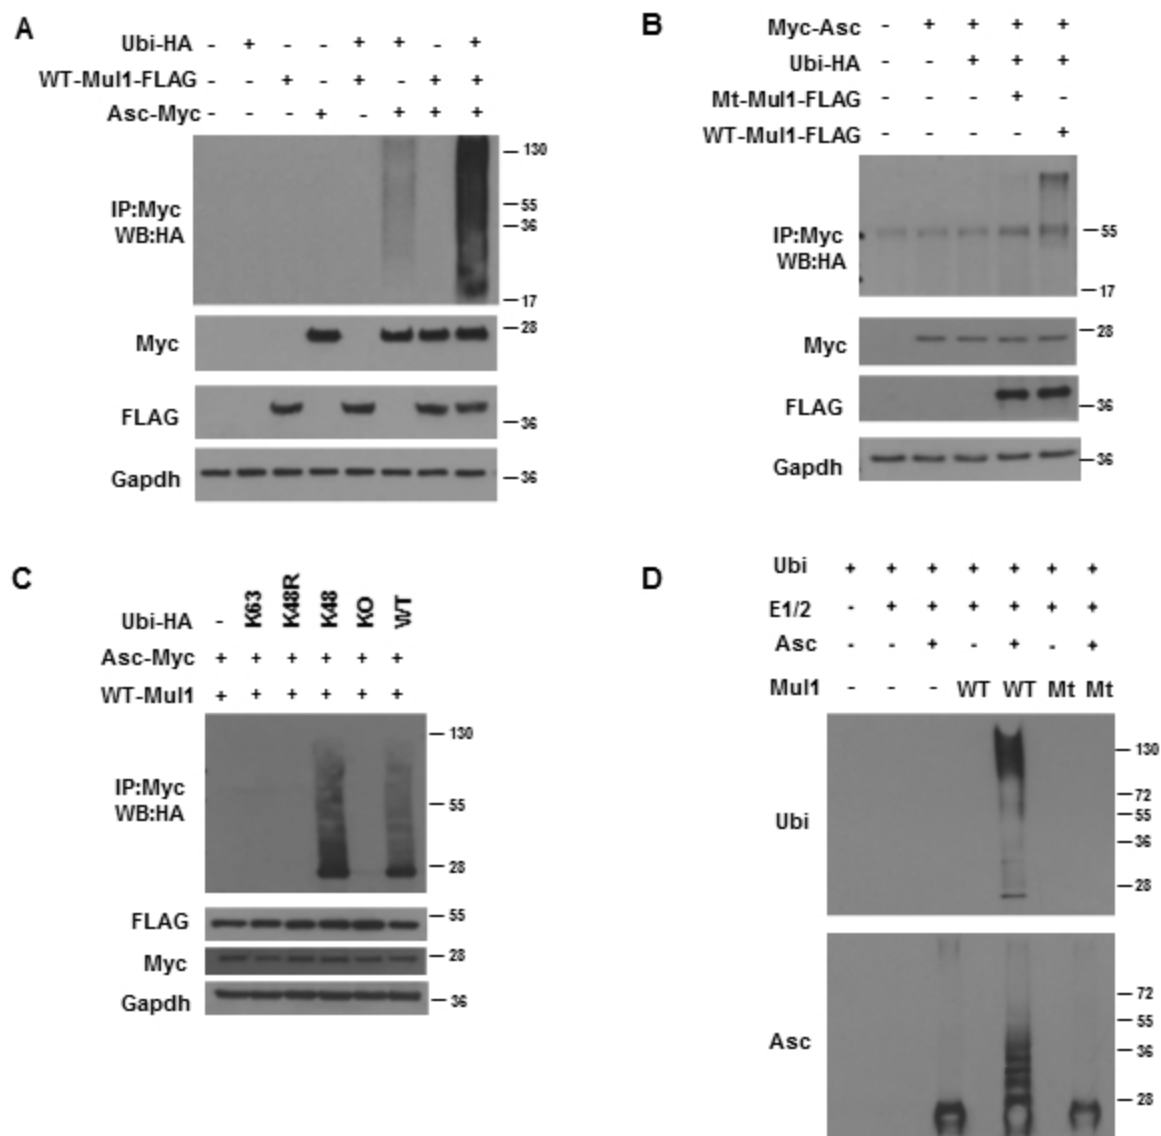 A
Ubi-HA - + - - + + - +
WT-Mul1-FLAG - - + - + - + +
Asc-Myc - - - + - + + +
IP:Myc
WB:HA
130
55
36
17
Myc
28
FLAG
36
Gapdh
36
B
Myc-Asc - + + + +
Ubi-HA - - + + +
Mt-Mul1-FLAG - - - + -
WT-Mul1-FLAG - - - - +
IP:Myc
WB:HA
55
17
Myc
28
FLAG
36
Gapdh
36
C
Ubi-HA - K63 K48R K48 KO WT
Asc-Myc + + + + + +
WT-Mul1 + + + + + +
IP:Myc
WB:HA
130
55
28
FLAG
55
Myc
28
Gapdh
36
D
Ubi + + + + + + +
E1/2 - + + + + + +
Asc - - + - + - +
Mul1 - - - WT WT Mt Mt
Ubi
130
72
55
36
28
Asc
72
55
36
28